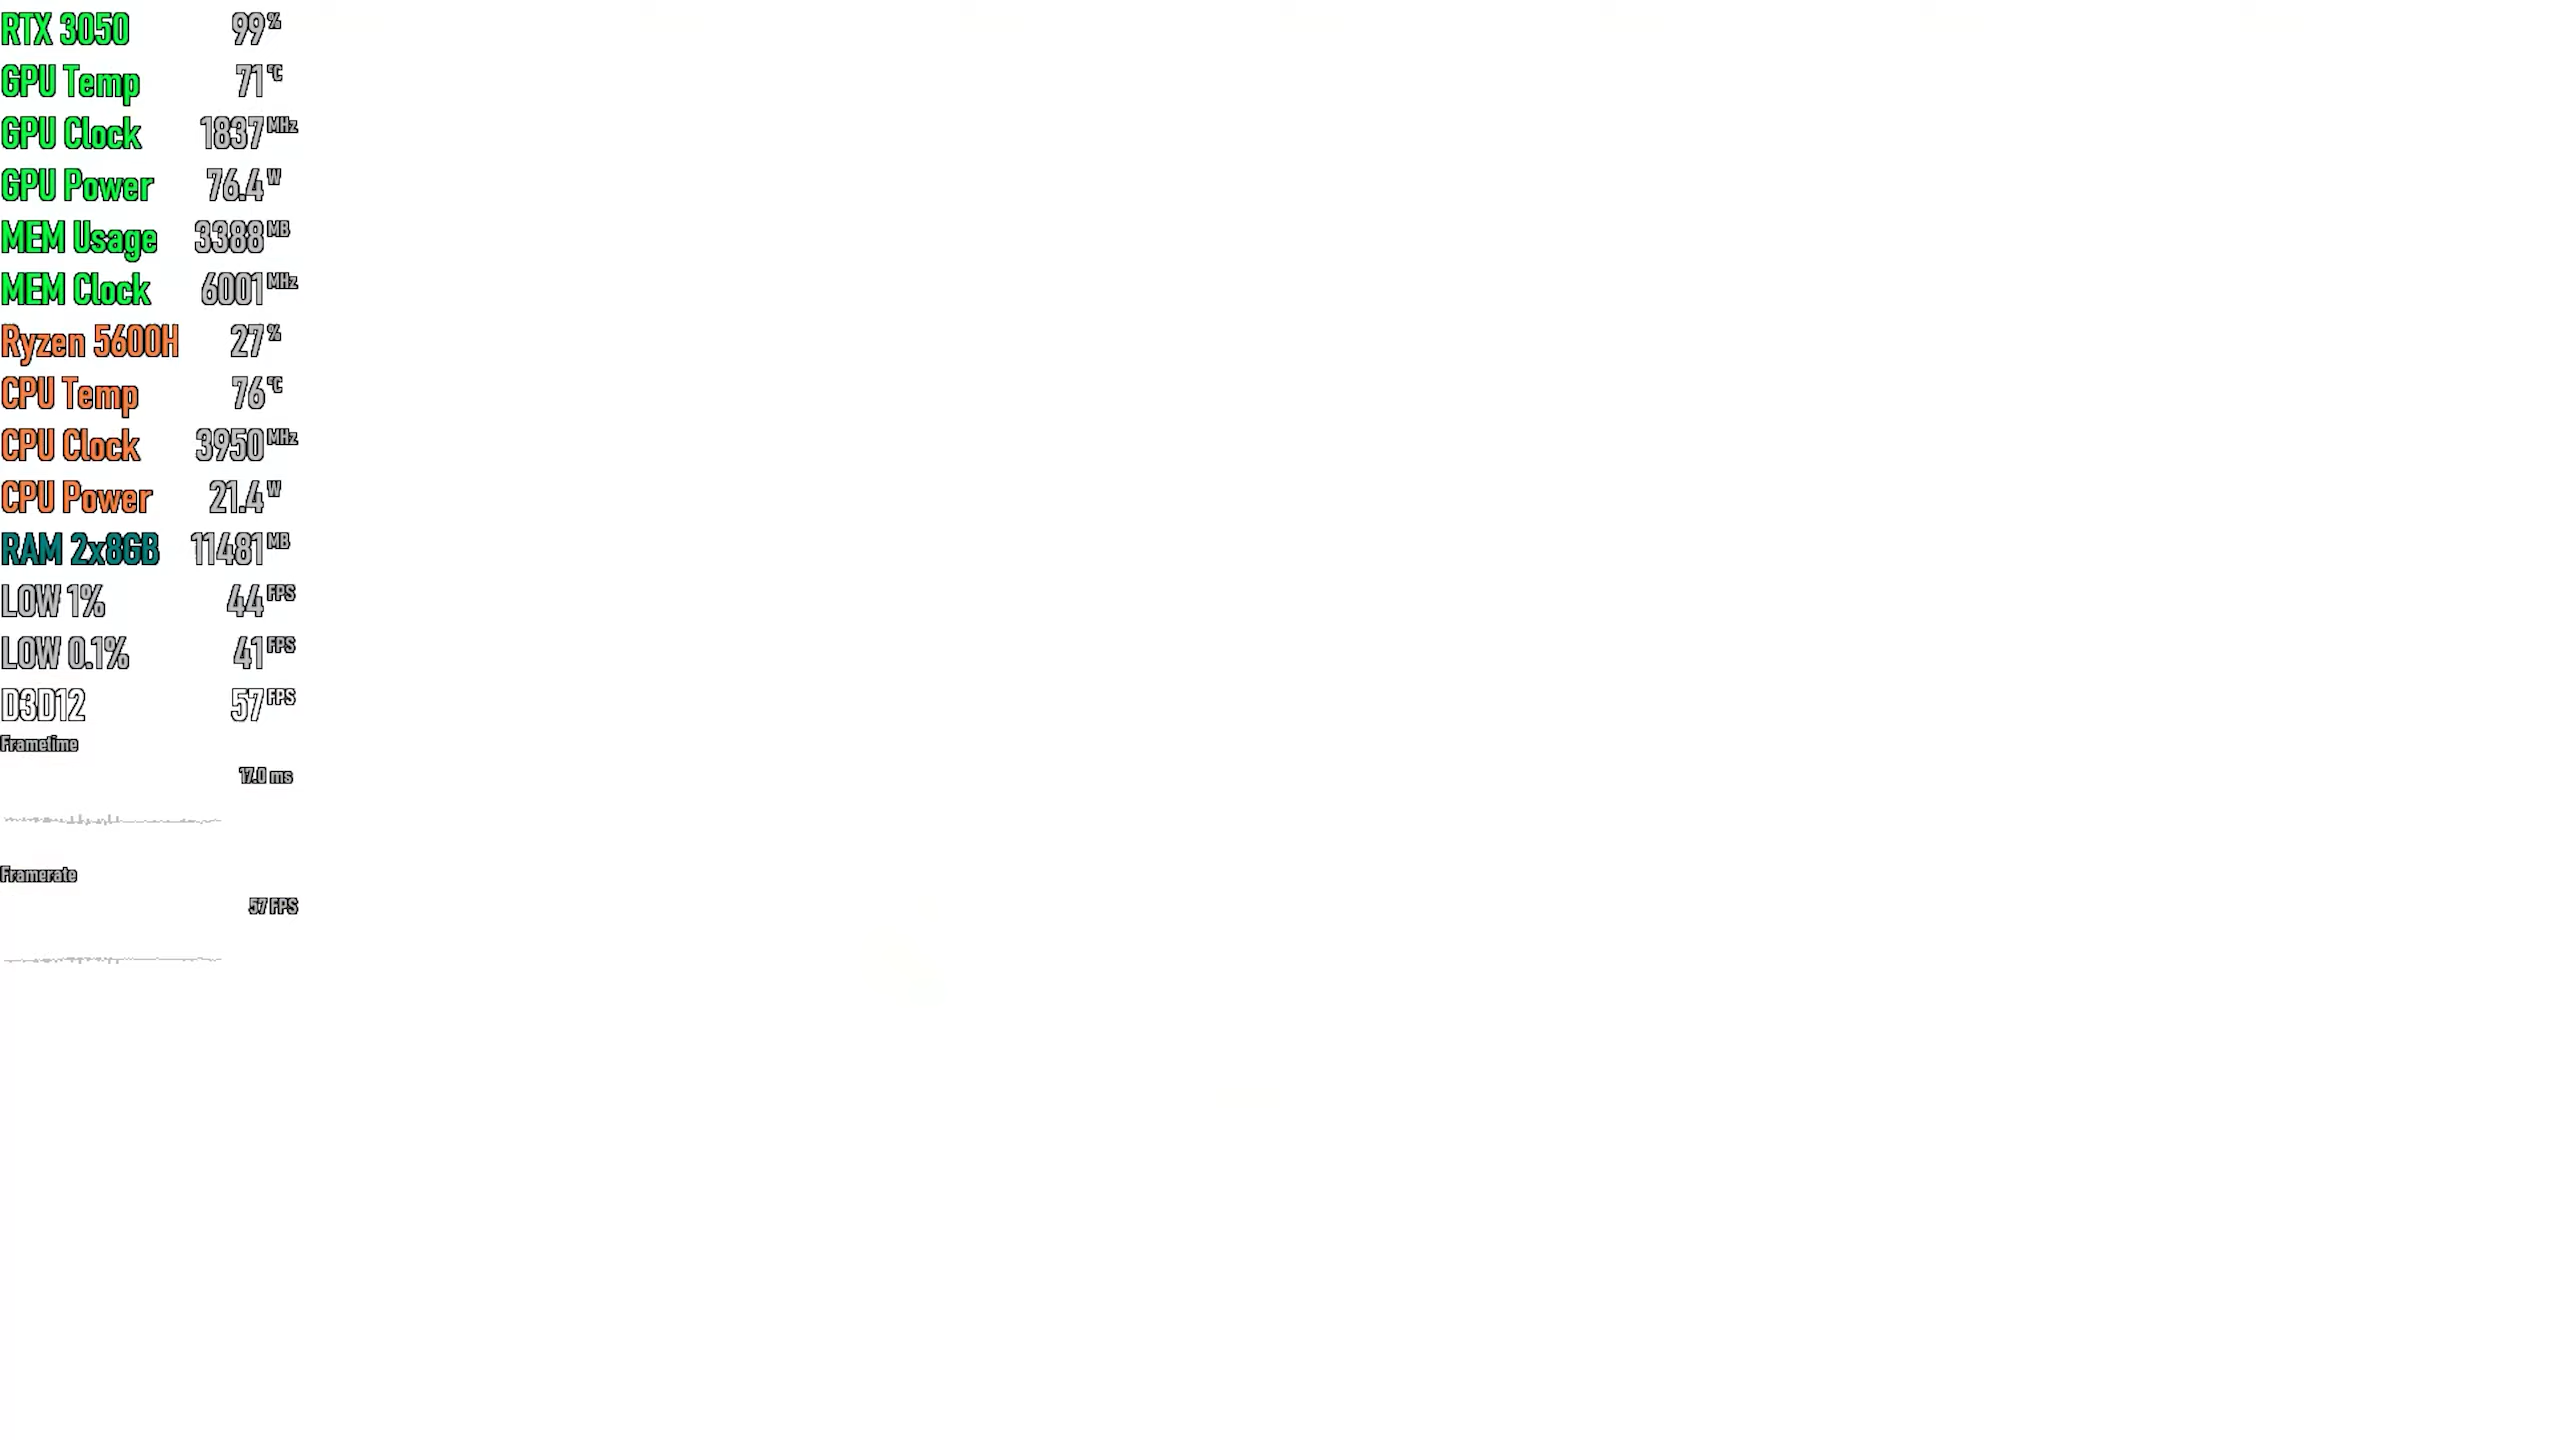 RTX 3050 99%
GPU Temp 71°C
GPU Clock 1837 MHz
GPU Power 76.4 W
MEM Usage 3388 MB
MEM Clock 6001 MHz
Ryzen 5600H 27%
CPU Temp 76°C
CPU Clock 3950 MHz
CPU Power 21.4 W
RAM 2x8GB 11481 MB
LOW 1% 44 FPS
LOW 0.1% 41 FPS
D3D12 57 FPS
Frametime
17.0 ms
Framerate
57 FPS